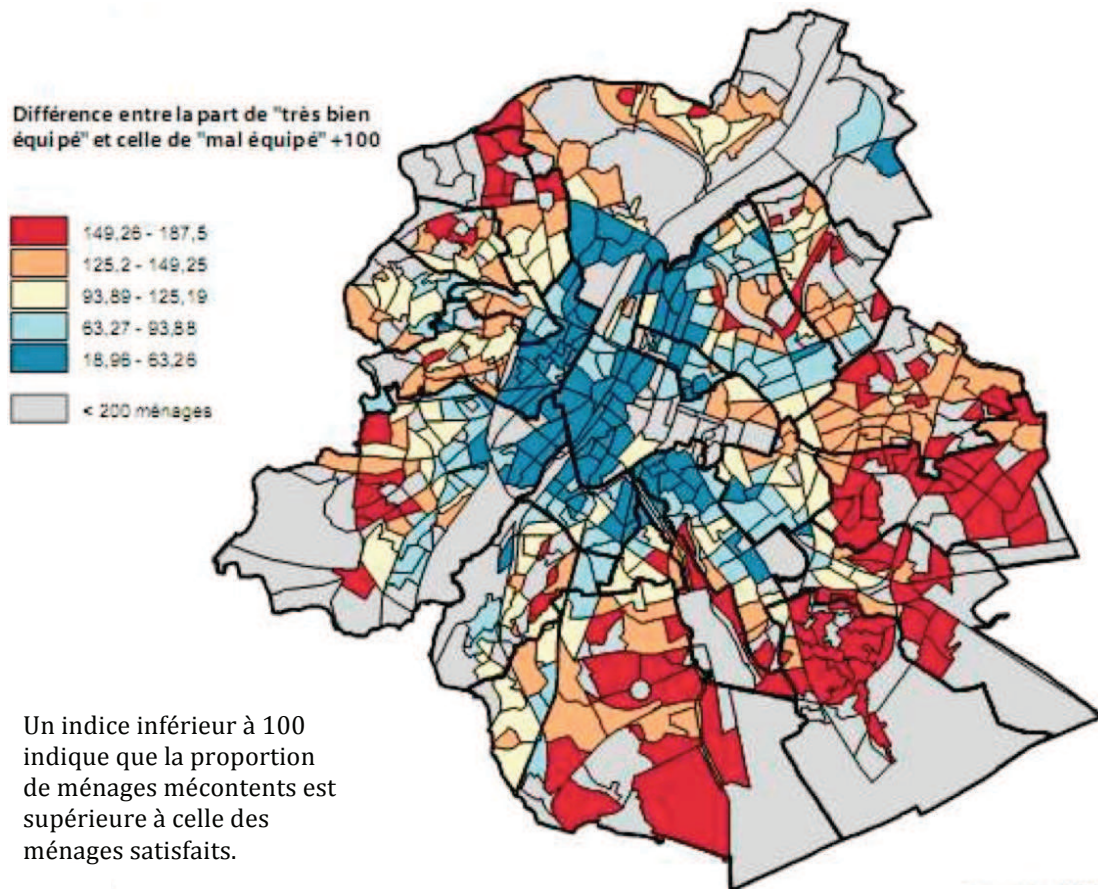 Différence entre la part de "très bien
équipé" et celle de "mal équipé" +100
149,26 - 187,5
125,2 - 149,25
93,89 - 125,19
63,27 - 93,88
18,96 - 63,26
< 200 ménages
Un indice inférieur à 100
indique que la proportion
de ménages mécontents est
supérieure à celle des
ménages satisfaits.